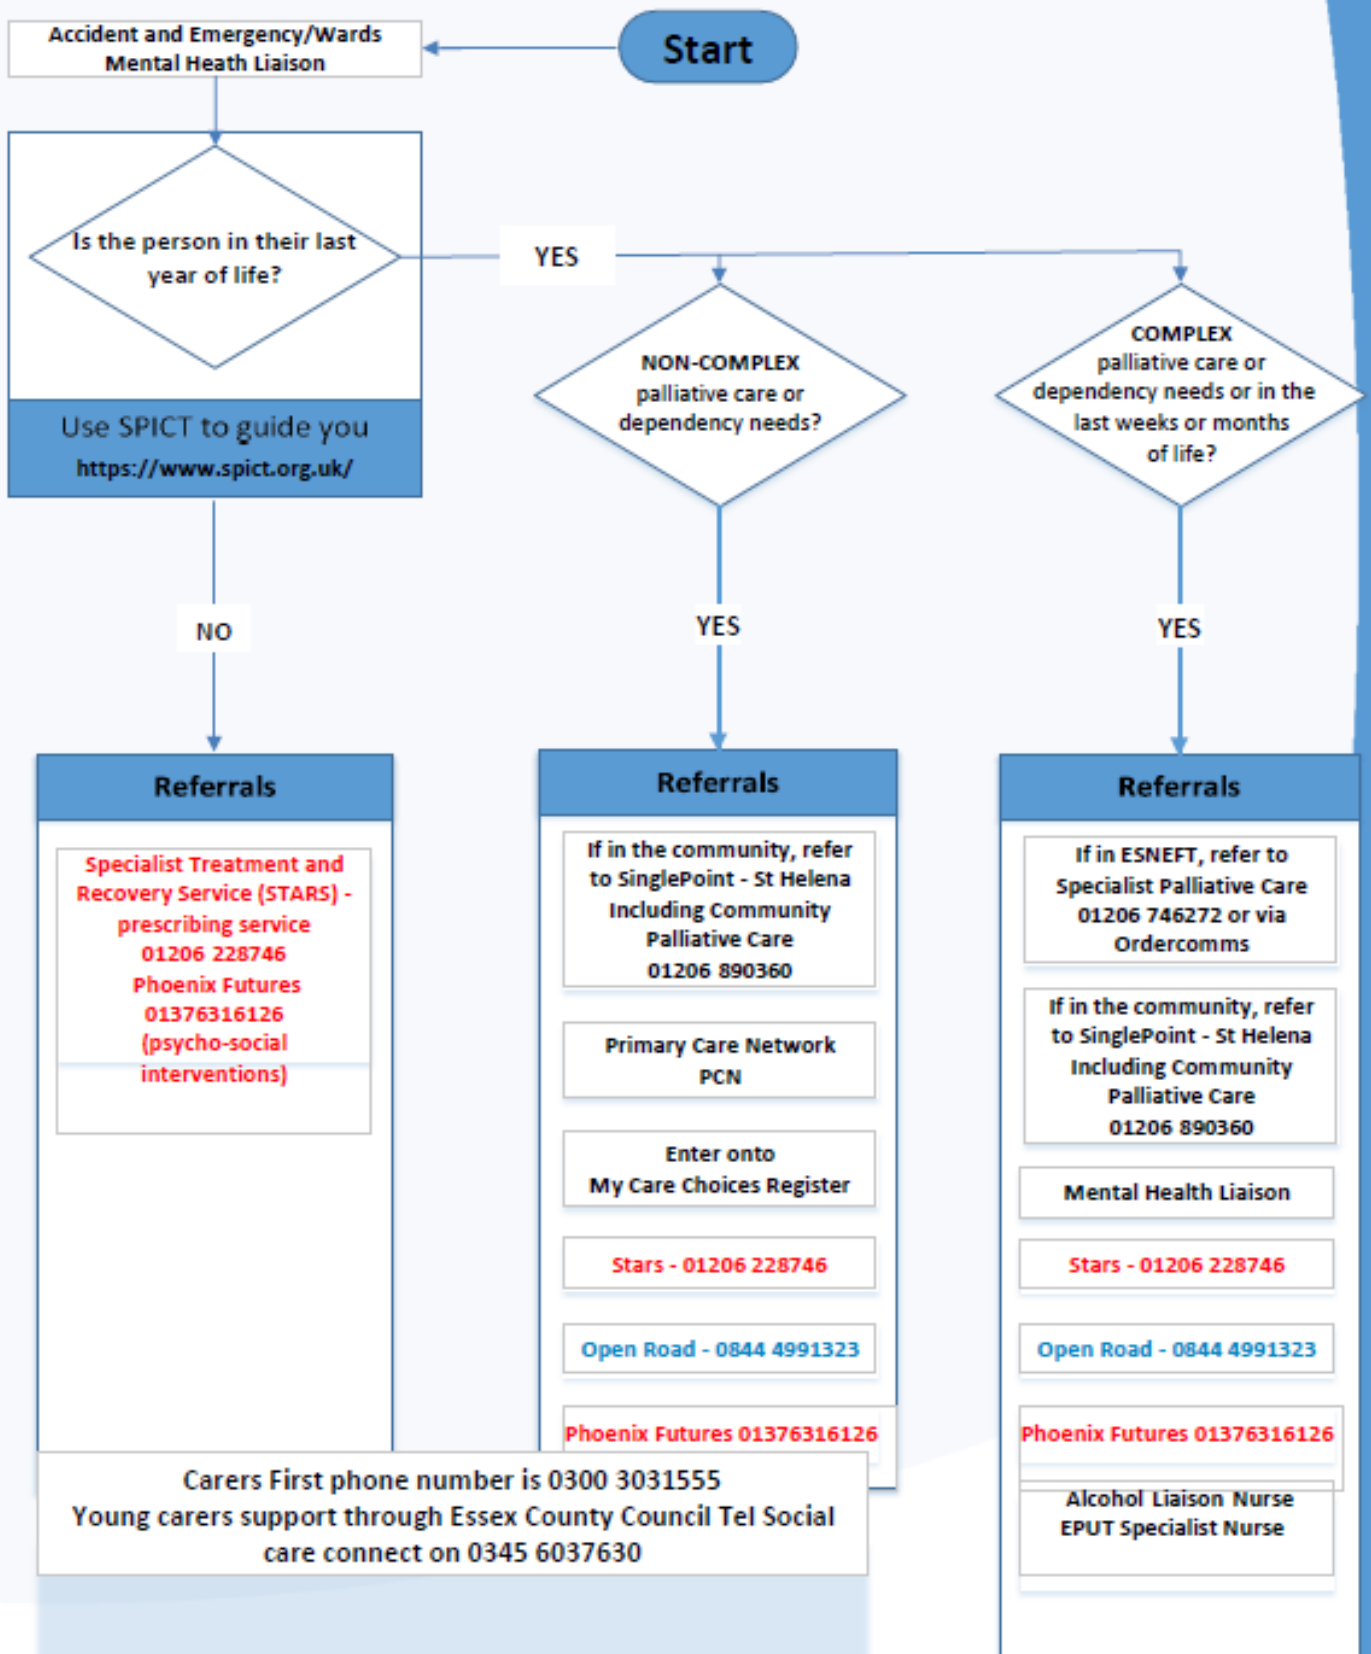 Start
Accident and Emergency/Wards
Mental Heath Liaison
Is the person in their last
year of life?
Use SPICT to guide you
https://www.spict.org.uk/
YES
NON-COMPLEX
palliative care or
dependency needs?
COMPLEX
palliative care or
dependency needs or in the
last weeks or months
of life?
NO
YES
YES
Referrals
Specialist Treatment and
Recovery Service (STARS) -
prescribing service
01206 228746
Phoenix Futures
01376316126
(psycho-social
interventions)
Referrals
If in the community, refer
to SinglePoint - St Helena
Including Community
Palliative Care
01206 890360
Primary Care Network
PCN
Enter onto
My Care Choices Register
Stars - 01206 228746
Open Road - 0844 4991323
Phoenix Futures 01376316126
Referrals
If in ESNEFT, refer to
Specialist Palliative Care
01206 746272 or via
Ordercomms
If in the community, refer
to SinglePoint - St Helena
Including Community
Palliative Care
01206 890360
Mental Health Liaison
Stars - 01206 228746
Open Road - 0844 4991323
Phoenix Futures 01376316126
Alcohol Liaison Nurse
EPUT Specialist Nurse
Carers First phone number is 0300 3031555
Young carers support through Essex County Council Tel Social
care connect on 0345 6037630